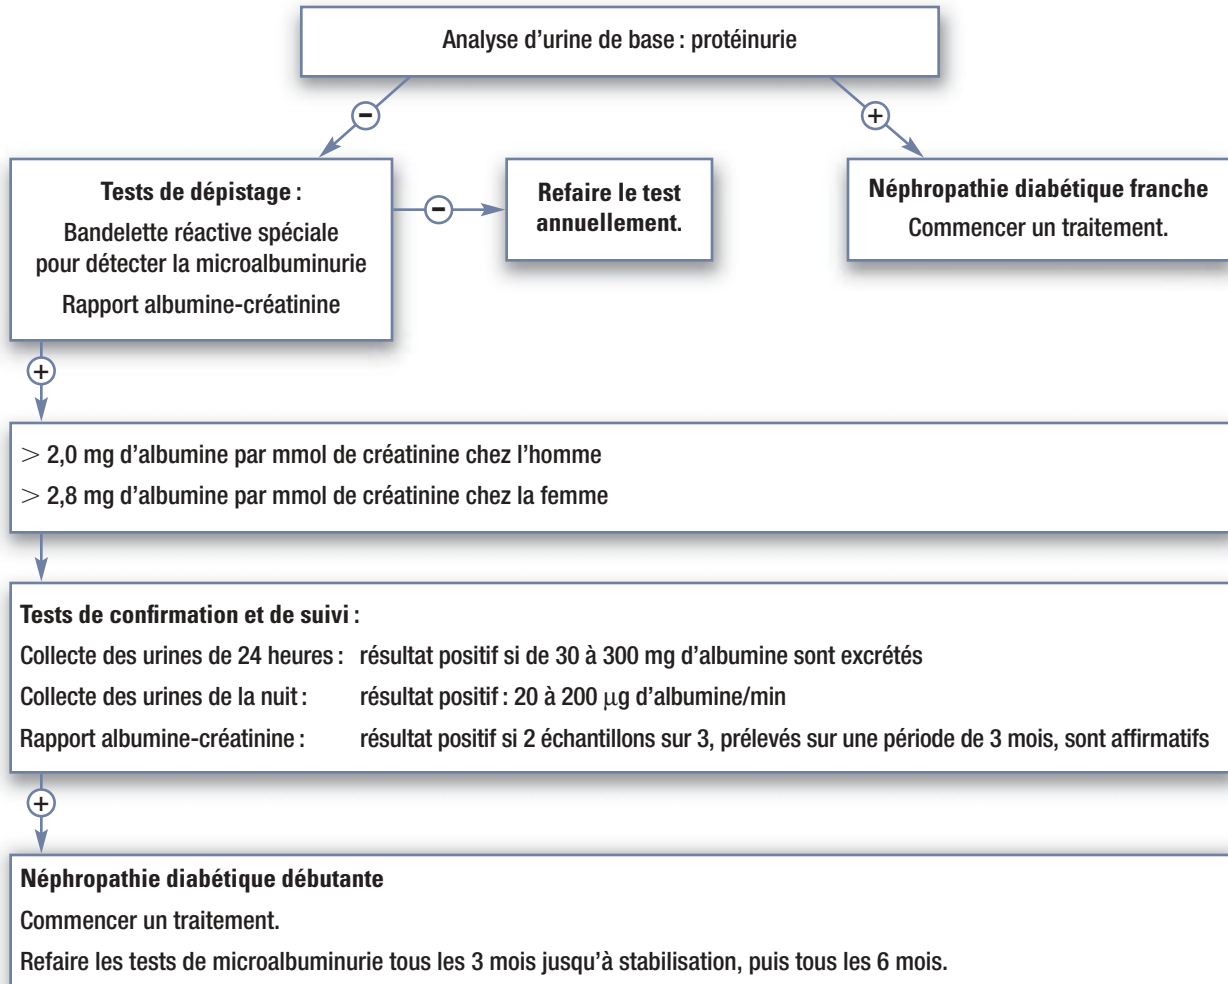 Analyse d’urine de base : protéinurie
−
+
Tests de dépistage :
Bandelette réactive spéciale
pour détecter la microalbuminurie
Rapport albumine-créatinine
−
Refaire le test
annuellement.
Néphropathie diabétique franche
Commencer un traitement.
+
> 2,0 mg d’albumine par mmol de créatinine chez l’homme
> 2,8 mg d’albumine par mmol de créatinine chez la femme
Tests de confirmation et de suivi :
Collecte des urines de 24 heures : résultat positif si de 30 à 300 mg d’albumine sont excrétés
Collecte des urines de la nuit : résultat positif : 20 à 200 µg d’albumine/min
Rapport albumine-créatinine : résultat positif si 2 échantillons sur 3, prélevés sur une période de 3 mois, sont affirmatifs
+
Néphropathie diabétique débutante
Commencer un traitement.
Refaire les tests de microalbuminurie tous les 3 mois jusqu’à stabilisation, puis tous les 6 mois.